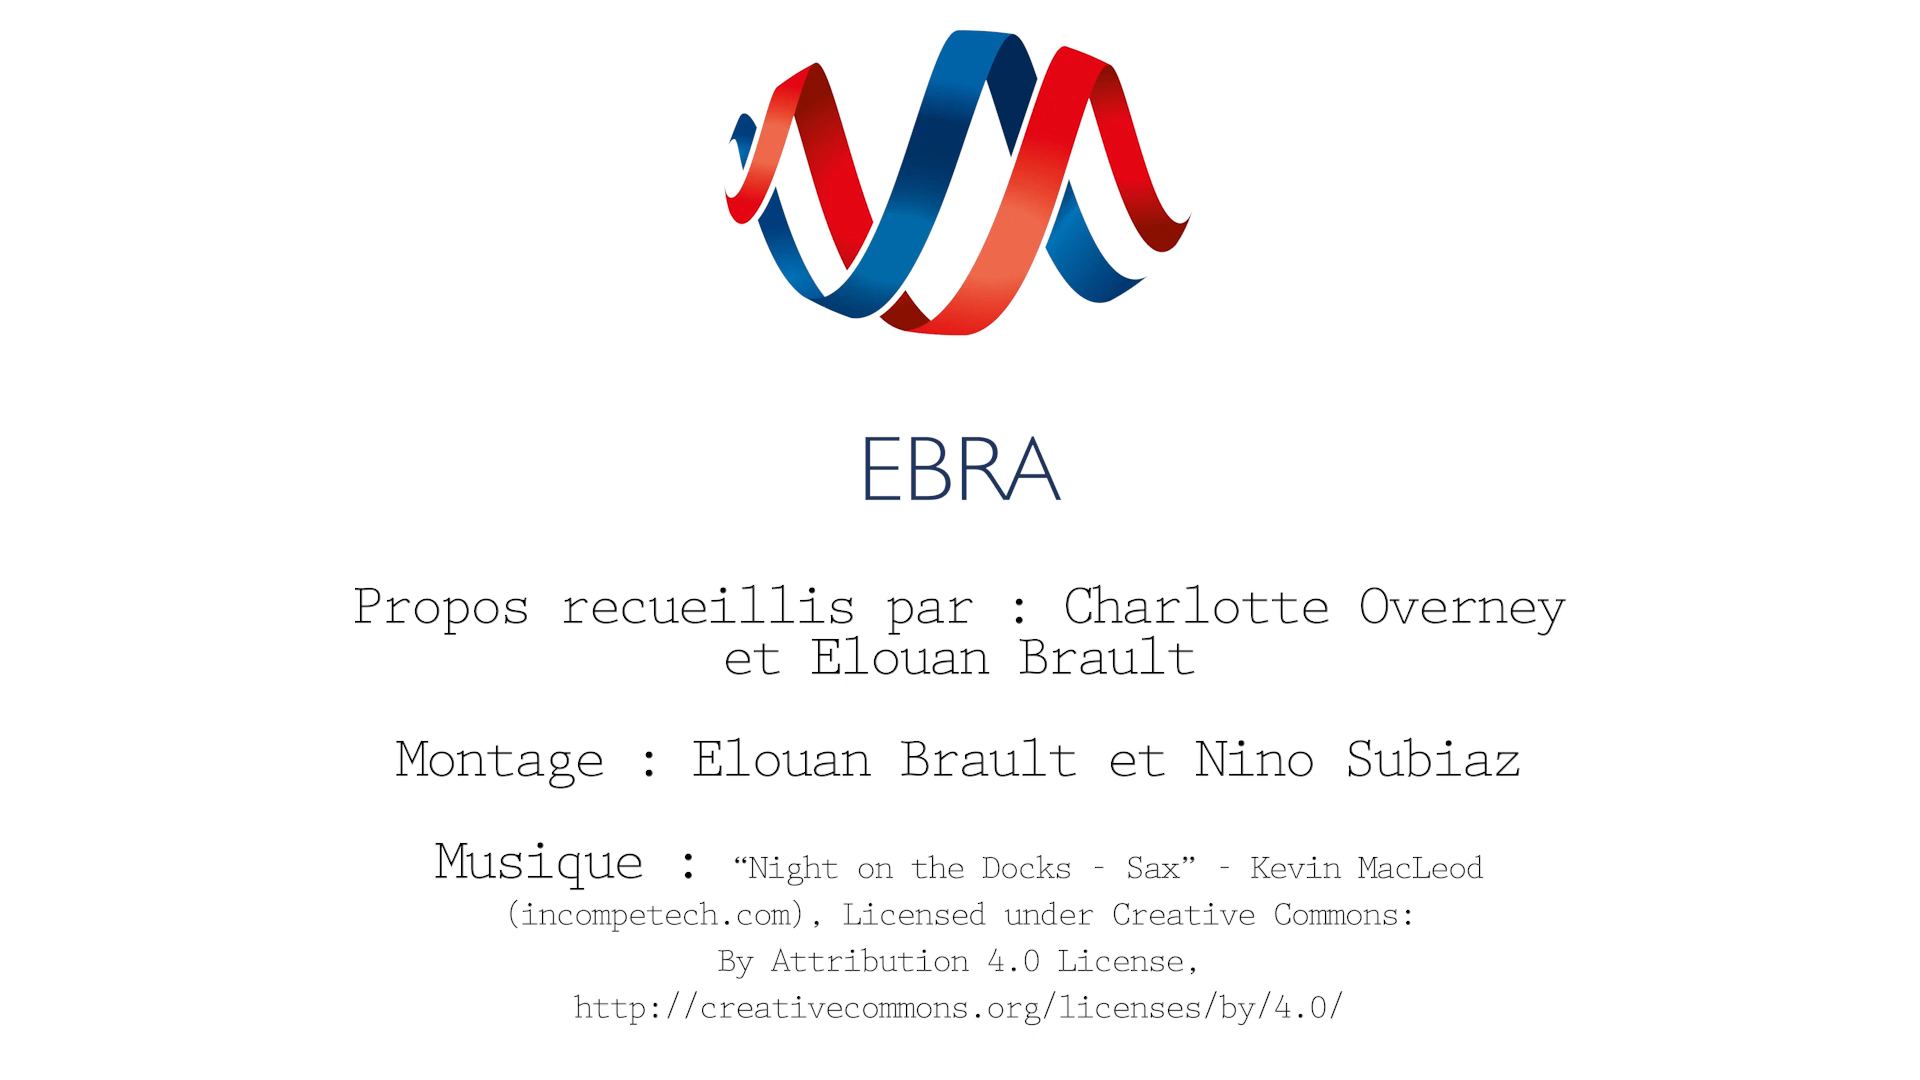 EBRA
Propos recueillis par : Charlotte Overney
et Elouan Brault
Montage : Elouan Brault et Nino Subiaz
Musique : “Night on the Docks - Sax” - Kevin MacLeod
(incompetech.com), Licensed under Creative Commons:
By Attribution 4.0 License,
http://creativecommons.org/licenses/by/4.0/